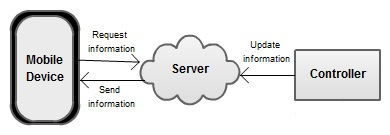 Request
information
Mobile
Device
Send
information
Server
Update
information
Controller